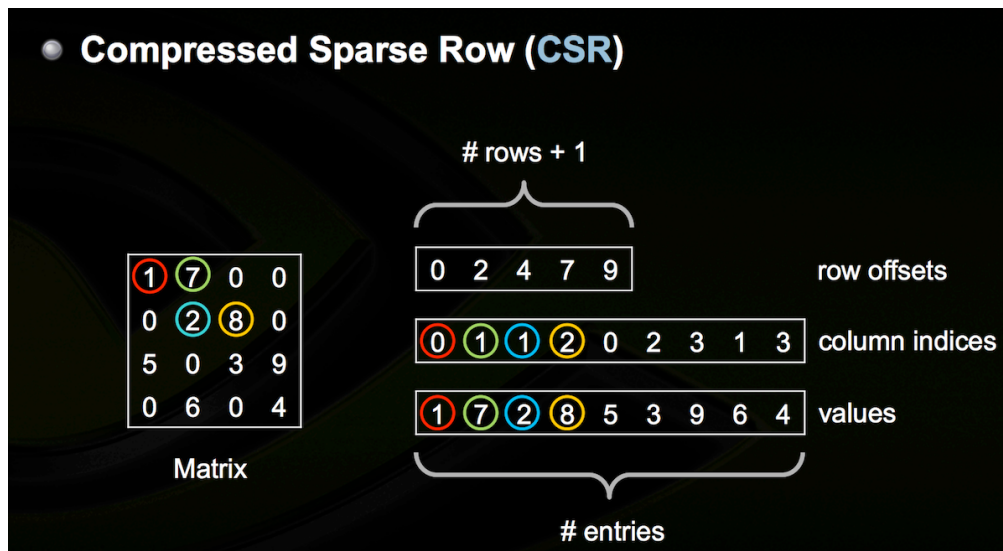 Compressed Sparse Row (CSR)
# rows + 1
0 2 4 7 9 row offsets
1 7 0 0
0 2 8 0
5 0 3 9
0 6 0 4
Matrix
0 1 1 2 0 2 3 1 3 column indices
1 7 2 8 5 3 9 6 4 values
# entries